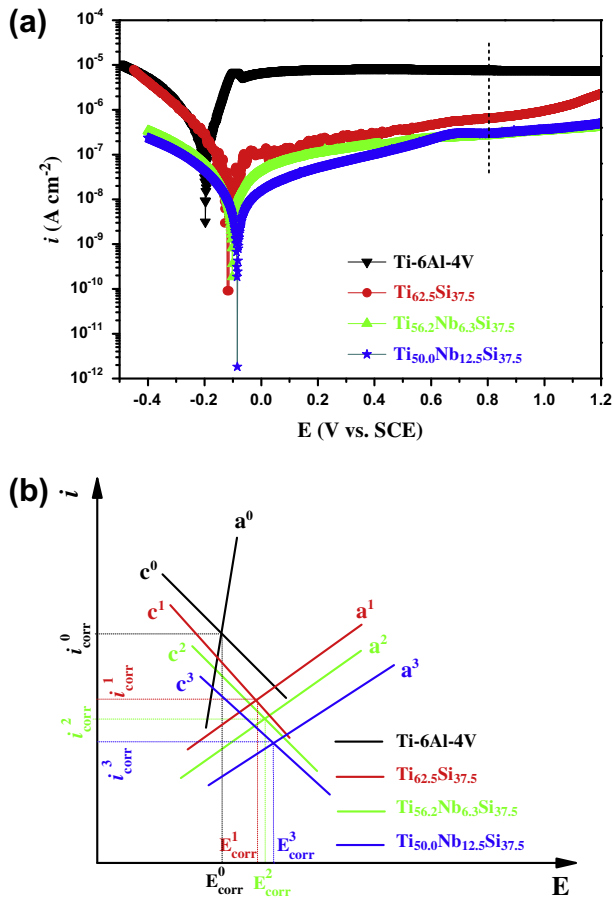 (a)
10⁻⁴
10⁻⁵
10⁻⁶
10⁻⁷
10⁻⁸
10⁻⁹
10⁻¹⁰
10⁻¹¹
10⁻¹²
i (A cm⁻²)
Ti-6Al-4V
Ti₆₂.₅Si₃₇.₅
Ti₅₆.₂Nb₆.₃Si₃₇.₅
Ti₅₀.₀Nb₁₂.₅Si₃₇.₅
-0.4 -0.2 0.0 0.2 0.4 0.6 0.8 1.0 1.2
E (V vs. SCE)
(b)
i
a⁰
c⁰
c¹
a¹
c²
a²
c³
a³
i⁰corr
i¹corr
i²corr
i³corr
Ti-6Al-4V
Ti₆₂.₅Si₃₇.₅
Ti₅₆.₂Nb₆.₃Si₃₇.₅
Ti₅₀.₀Nb₁₂.₅Si₃₇.₅
E¹corr E³corr
E⁰corr E²corr
E